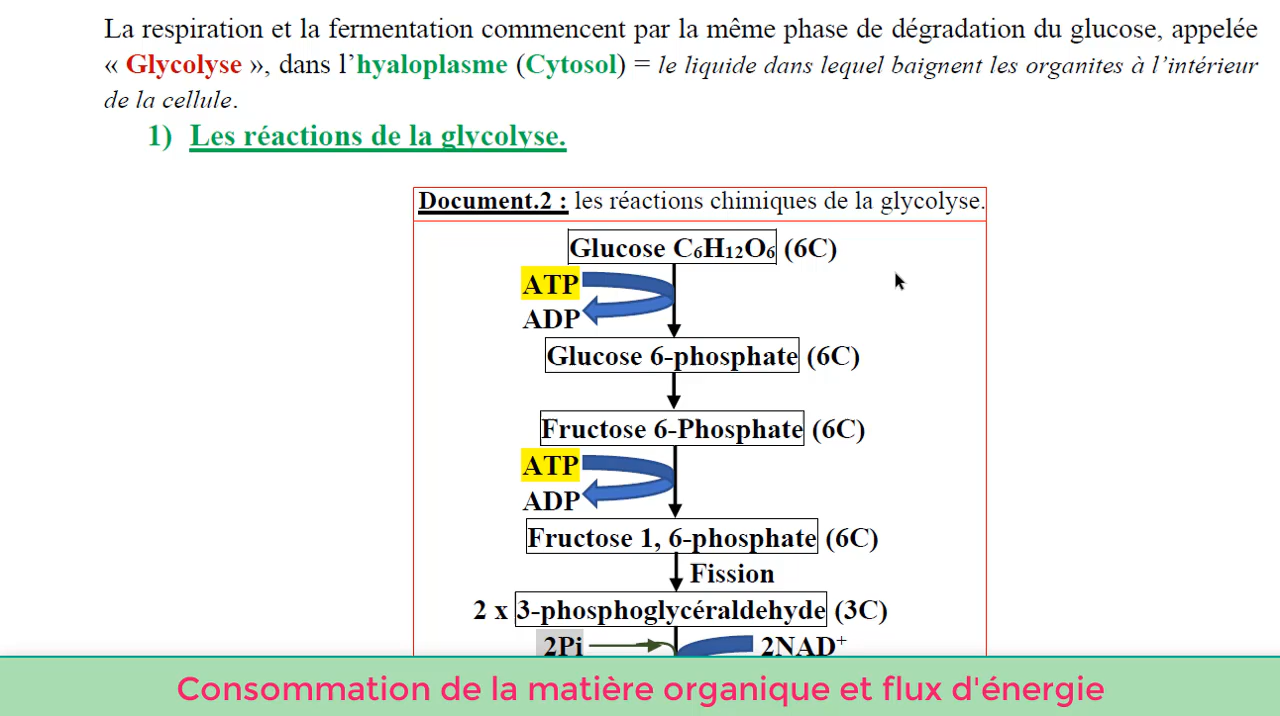 La respiration et la fermentation commencent par la même phase de dégradation du glucose, appelée
« Glycolyse », dans l’hyaloplasme (Cytosol) = le liquide dans lequel baignent les organites à l’intérieur
de la cellule.
1) Les réactions de la glycolyse.
Document.2 : les réactions chimiques de la glycolyse.
Glucose C₆H₁₂O₆ (6C)
ATP
ADP
Glucose 6-phosphate (6C)
Fructose 6-Phosphate (6C)
ATP
ADP
Fructose 1, 6-phosphate (6C)
Fission
2 x 3-phosphoglycéraldehyde (3C)
2Pi 2NAD⁺
Consommation de la matière organique et flux d'énergie